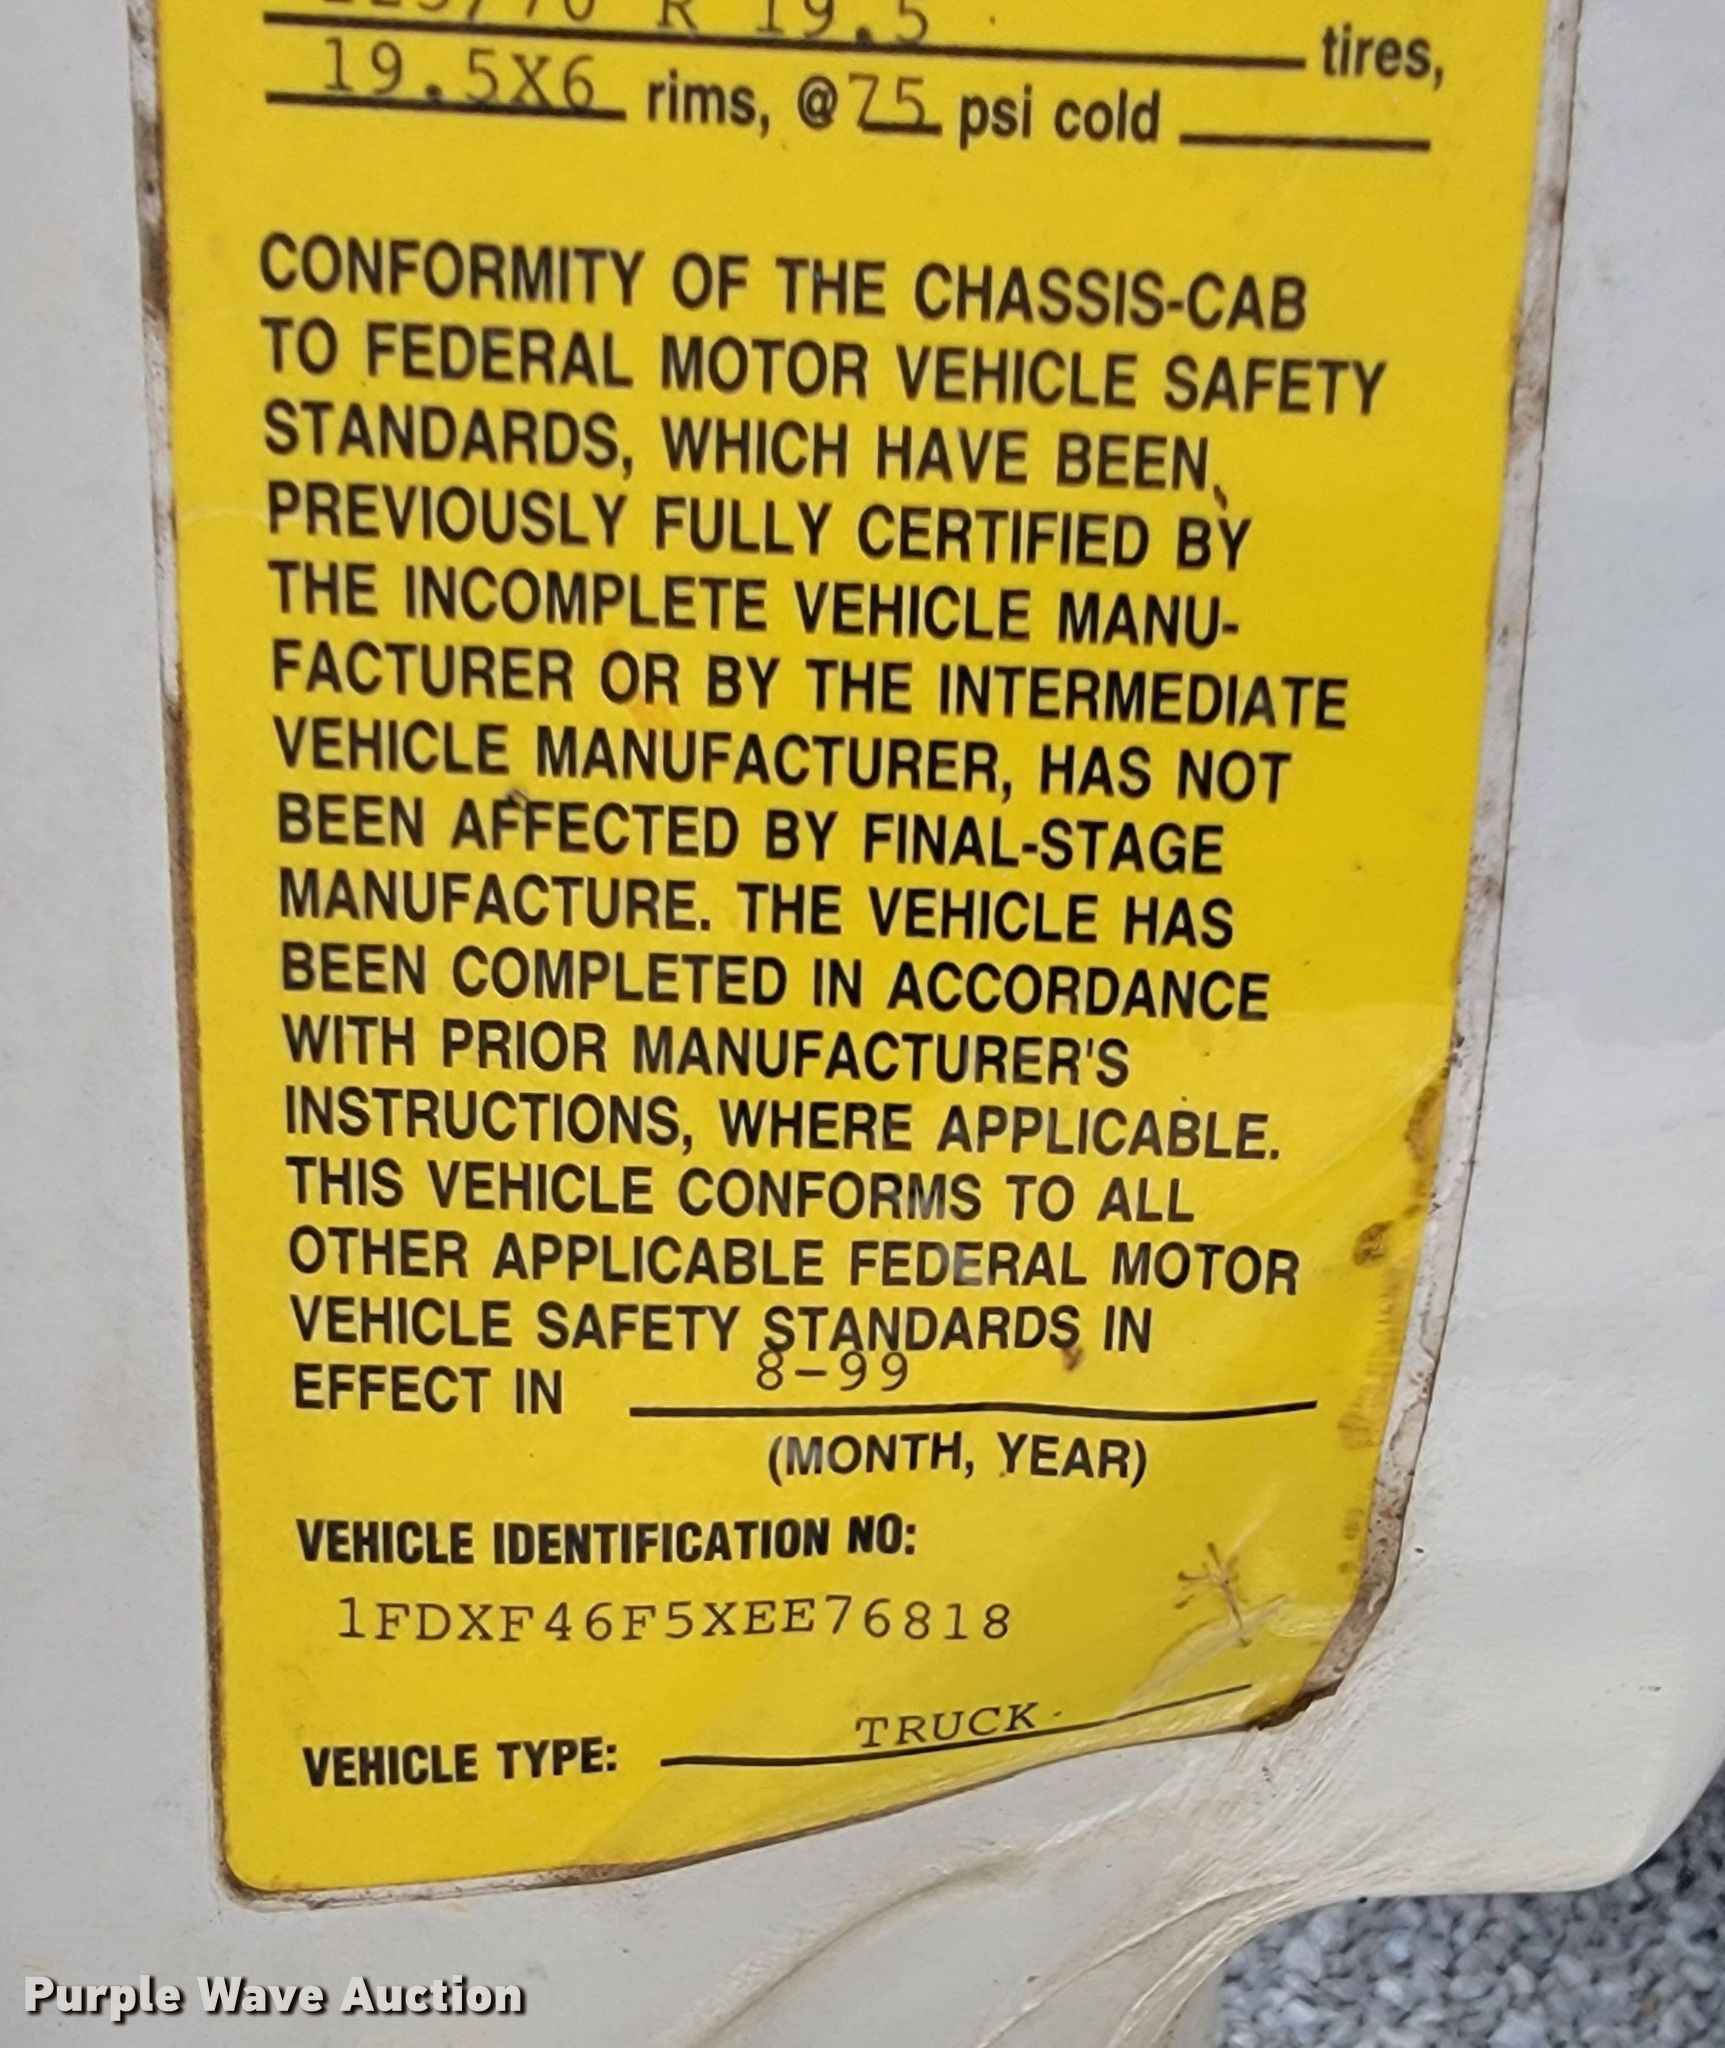 225/70 R 19.5 tires,
19.5X6 rims, @ 75 psi cold
CONFORMITY OF THE CHASSIS-CAB
TO FEDERAL MOTOR VEHICLE SAFETY
STANDARDS, WHICH HAVE BEEN,
PREVIOUSLY FULLY CERTIFIED BY
THE INCOMPLETE VEHICLE MANU-
FACTURER OR BY THE INTERMEDIATE
VEHICLE MANUFACTURER, HAS NOT
BEEN AFFECTED BY FINAL-STAGE
MANUFACTURE. THE VEHICLE HAS
BEEN COMPLETED IN ACCORDANCE
WITH PRIOR MANUFACTURER'S
INSTRUCTIONS, WHERE APPLICABLE.
THIS VEHICLE CONFORMS TO ALL
OTHER APPLICABLE FEDERAL MOTOR
VEHICLE SAFETY STANDARDS IN
EFFECT IN 8-99
(MONTH, YEAR)
VEHICLE IDENTIFICATION NO:
1FDXF46F5XEE76818
VEHICLE TYPE: TRUCK
Purple Wave Auction